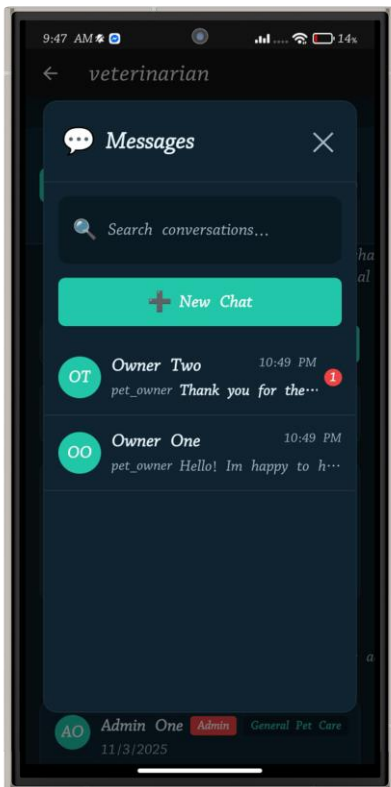 9:47 AM
14%
← veterinarian
Messages
Search conversations...
ha
al
New Chat
Owner Two 10:49 PM
OT
pet_owner Thank you for the... 1
Owner One 10:49 PM
OO
pet_owner Hello! Im happy to h...
a
AO
Admin One Admin General Pet Care
11/3/2025